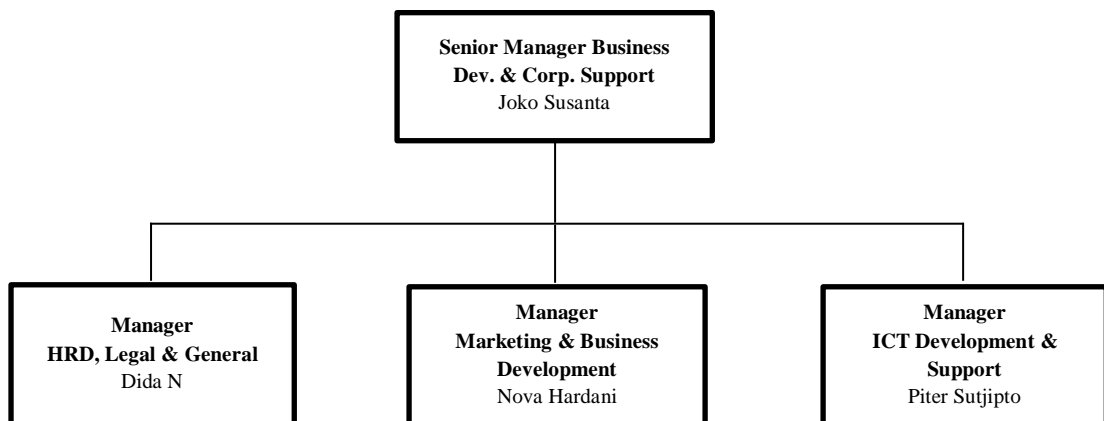 Senior Manager Business
Dev. & Corp. Support
Joko Susanta
Manager
HRD, Legal & General
Dida N
Manager
Marketing & Business
Development
Nova Hardani
Manager
ICT Development &
Support
Piter Sutjipto